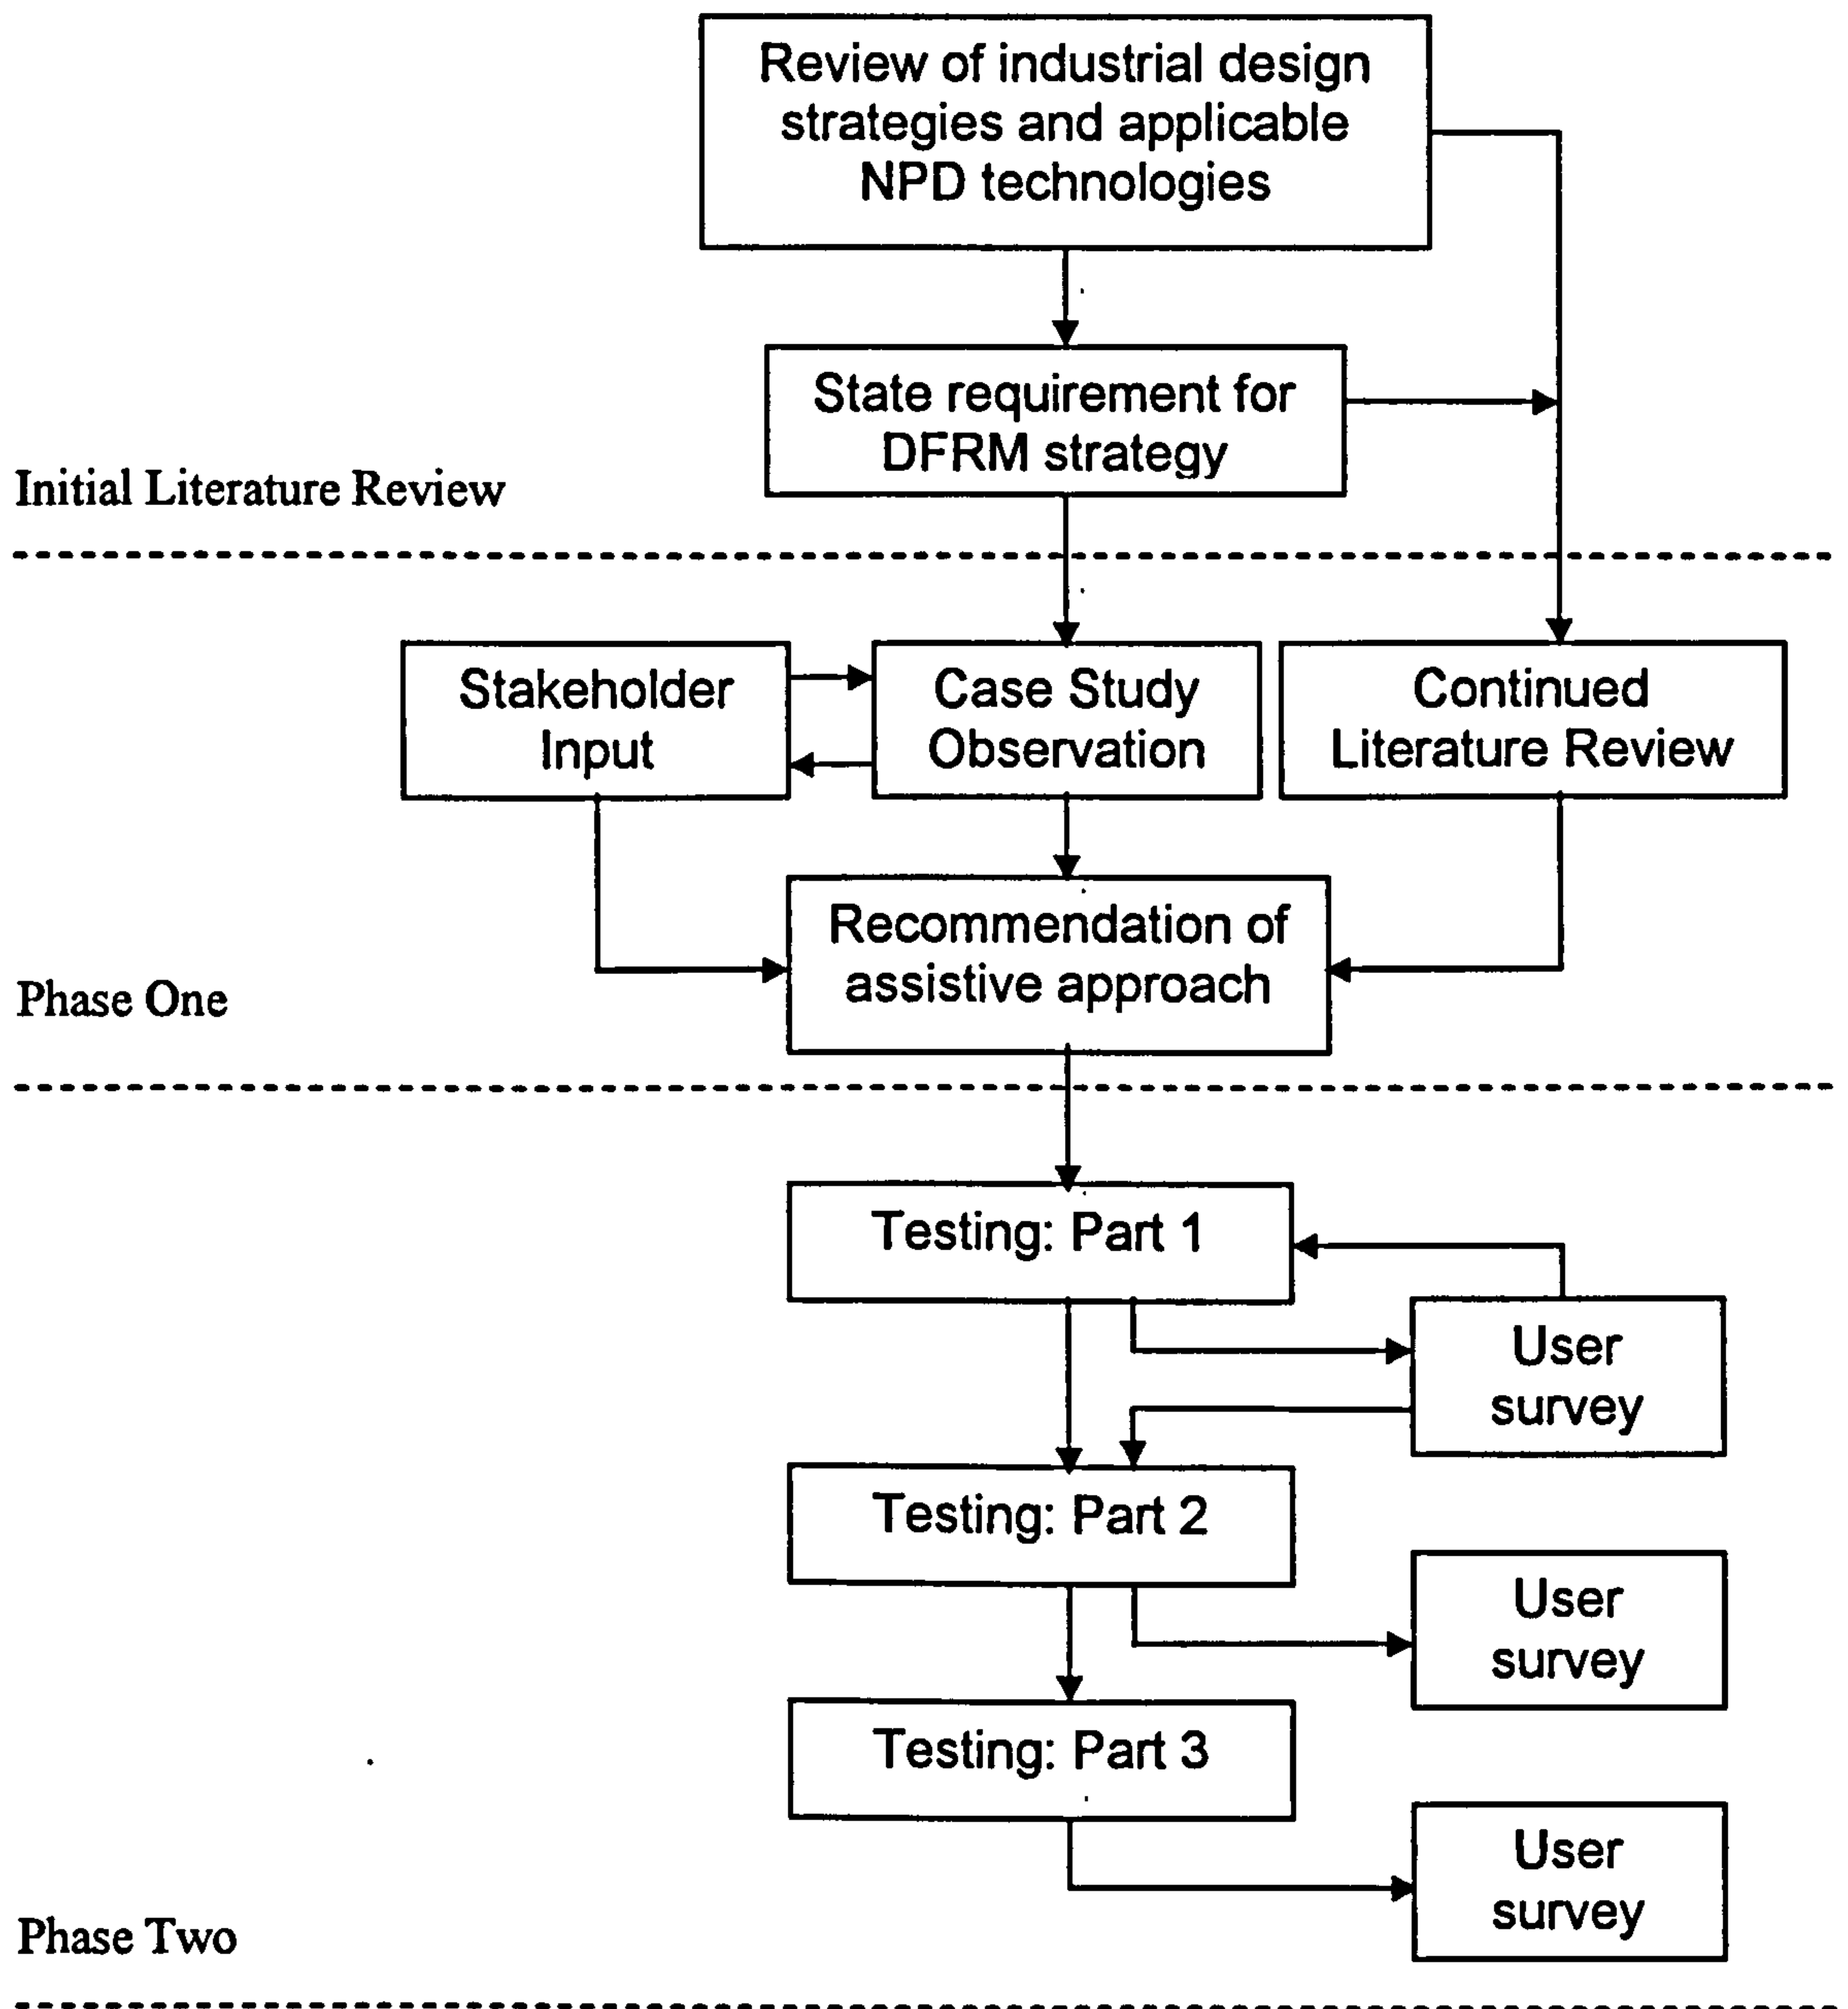 Review of industrial design
strategies and applicable
NPD technologies
State requirement for
DFRM strategy
Initial Literature Review
Stakeholder
Input
Case Study
Observation
Continued
Literature Review
Recommendation of
assistive approach
Phase One
Testing: Part 1
User
survey
Testing: Part 2
User
survey
Testing: Part 3
User
survey
Phase Two